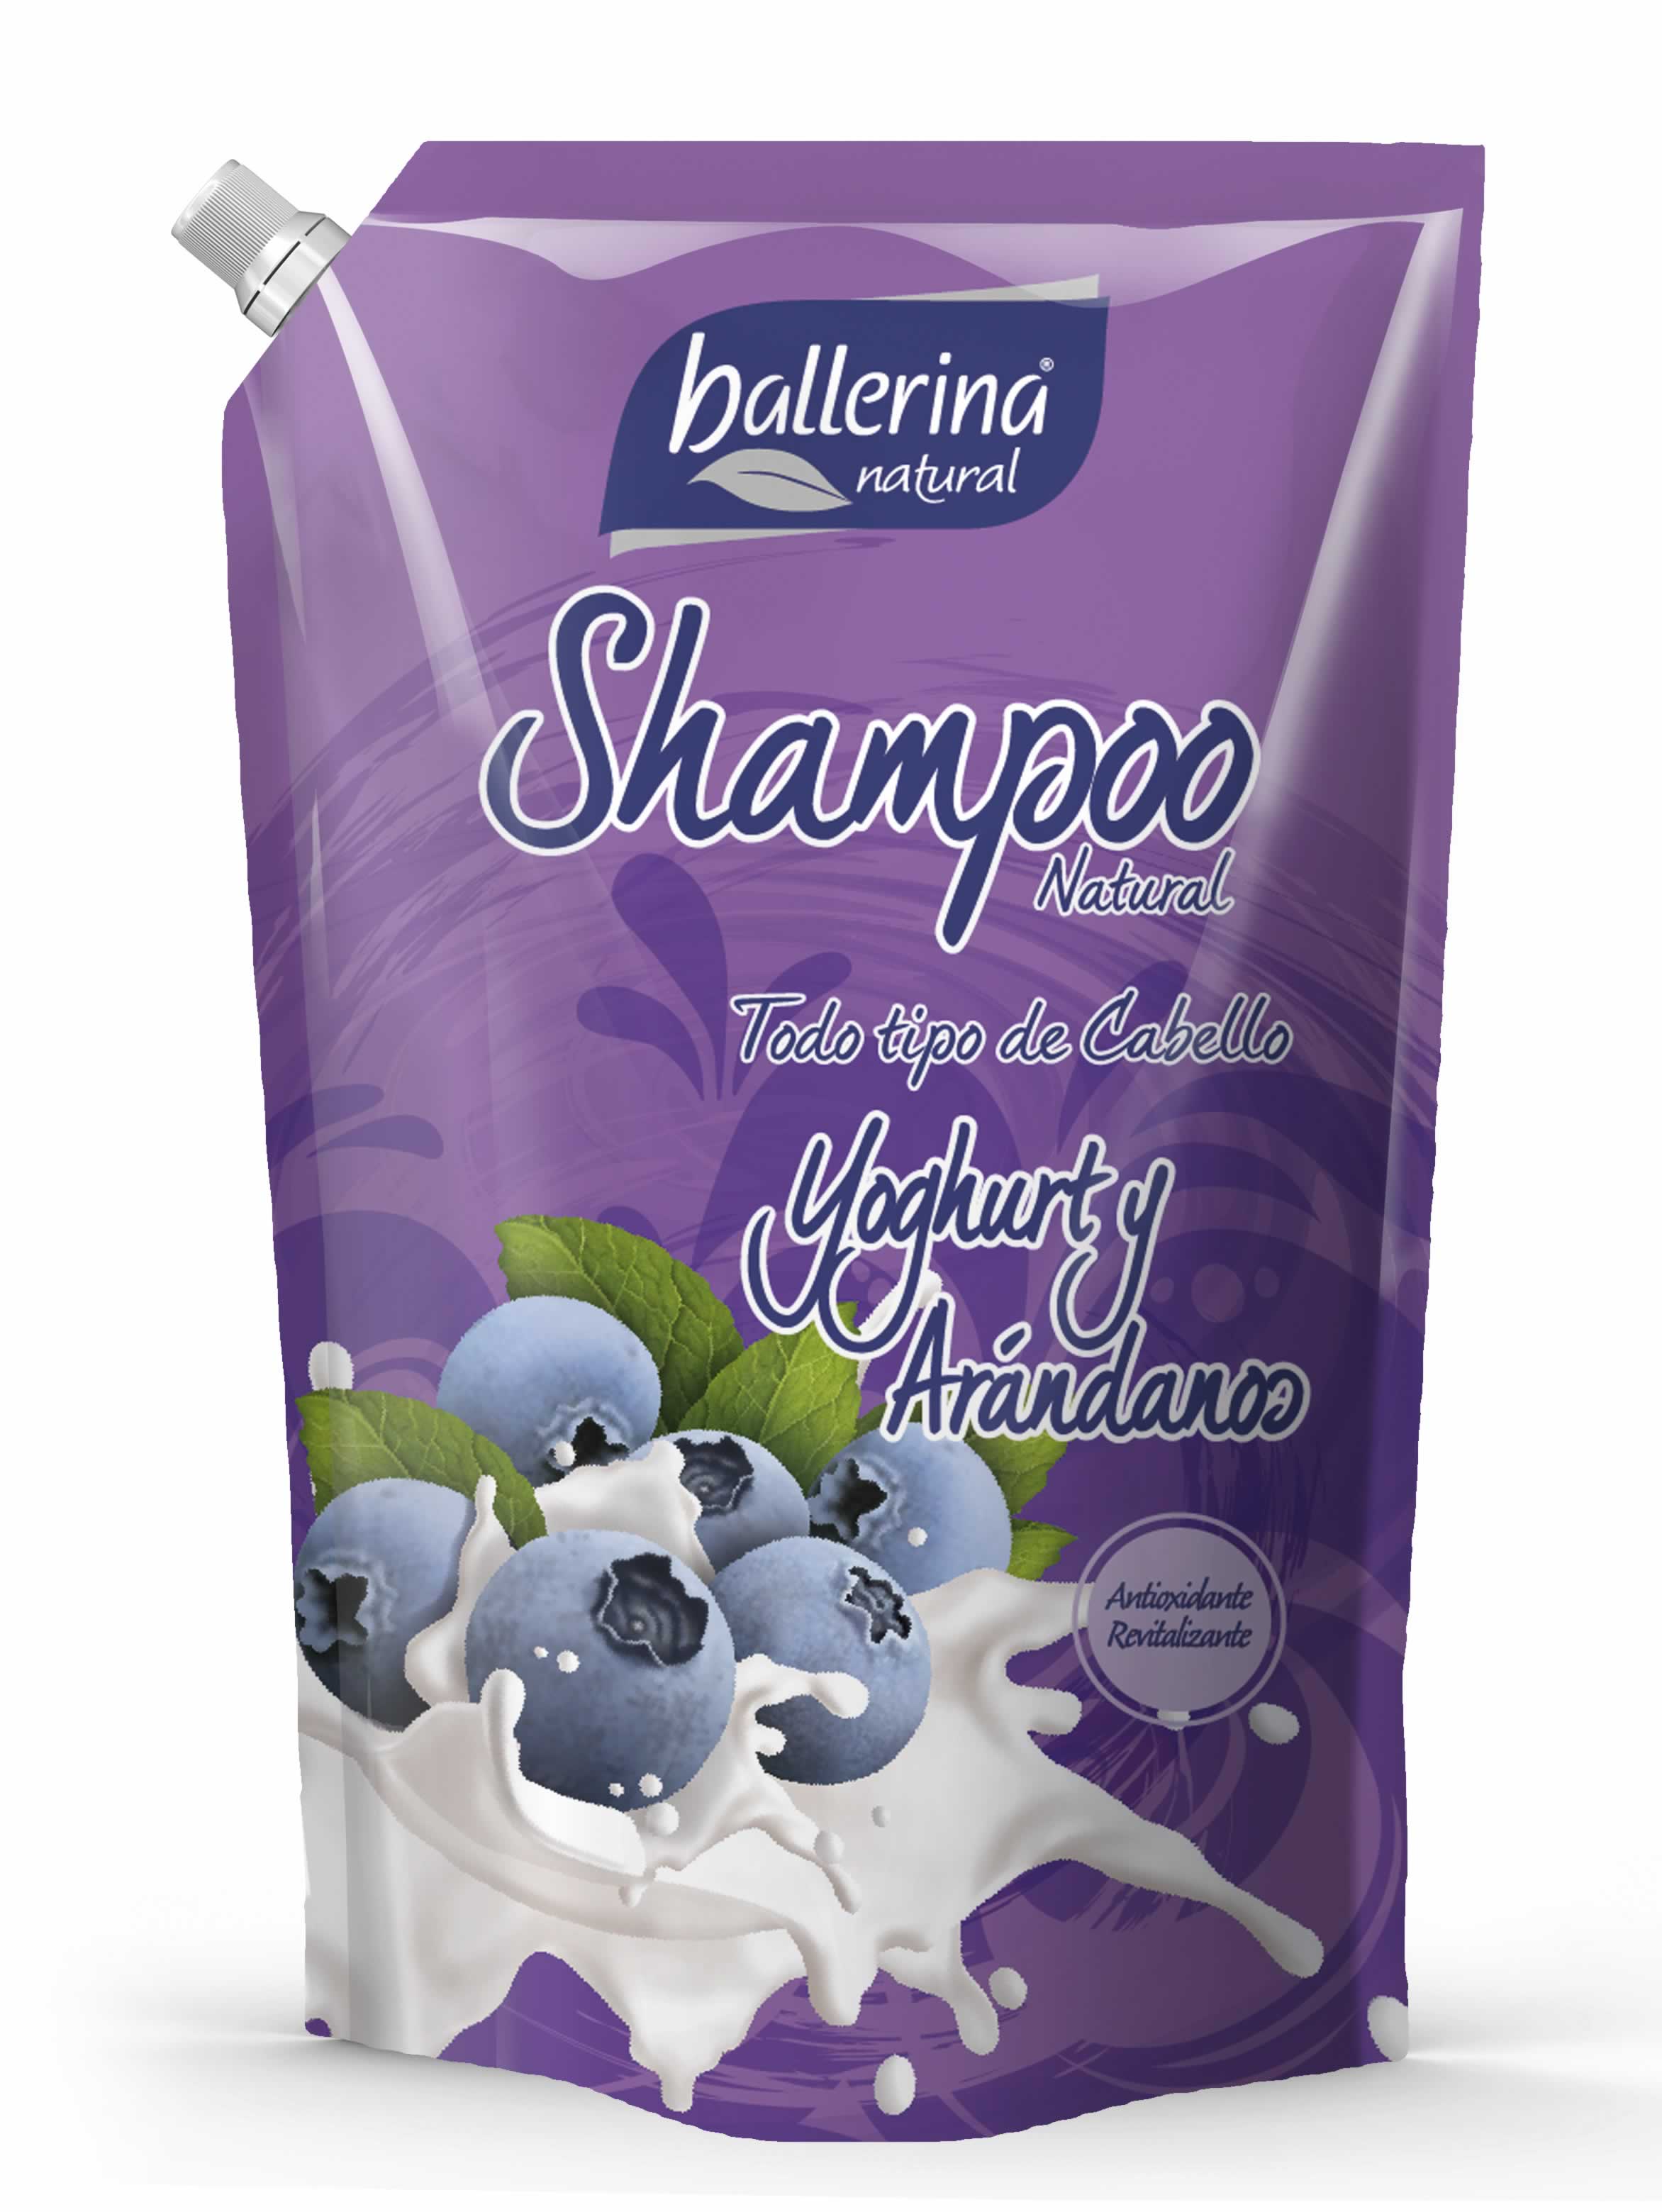 ballerina®
natural
Shampoo
Natural
Todo tipo de Cabello
Yoghurt y
Arándanos
Antioxidante
Revitalizante